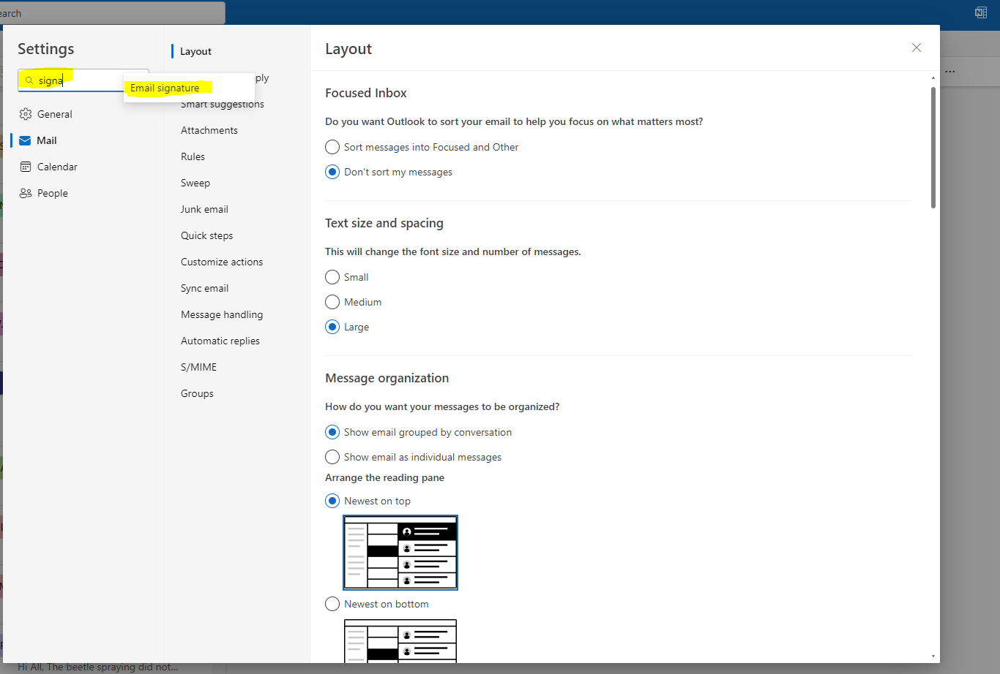 earch
Settings
signa
General
Mail
Calendar
People
Layout
eply
Email signature
Smart suggestions
Attachments
Rules
Sweep
Junk email
Quick steps
Customize actions
Sync email
Message handling
Automatic replies
S/MIME
Groups
Layout
Focused Inbox
Do you want Outlook to sort your email to help you focus on what matters most?
Sort messages into Focused and Other
Don't sort my messages
Text size and spacing
This will change the font size and number of messages.
Small
Medium
Large
Message organization
How do you want your messages to be organized?
Show email grouped by conversation
Show email as individual messages
Arrange the reading pane
Newest on top
Newest on bottom
Hi All, The beetle spraying did not...